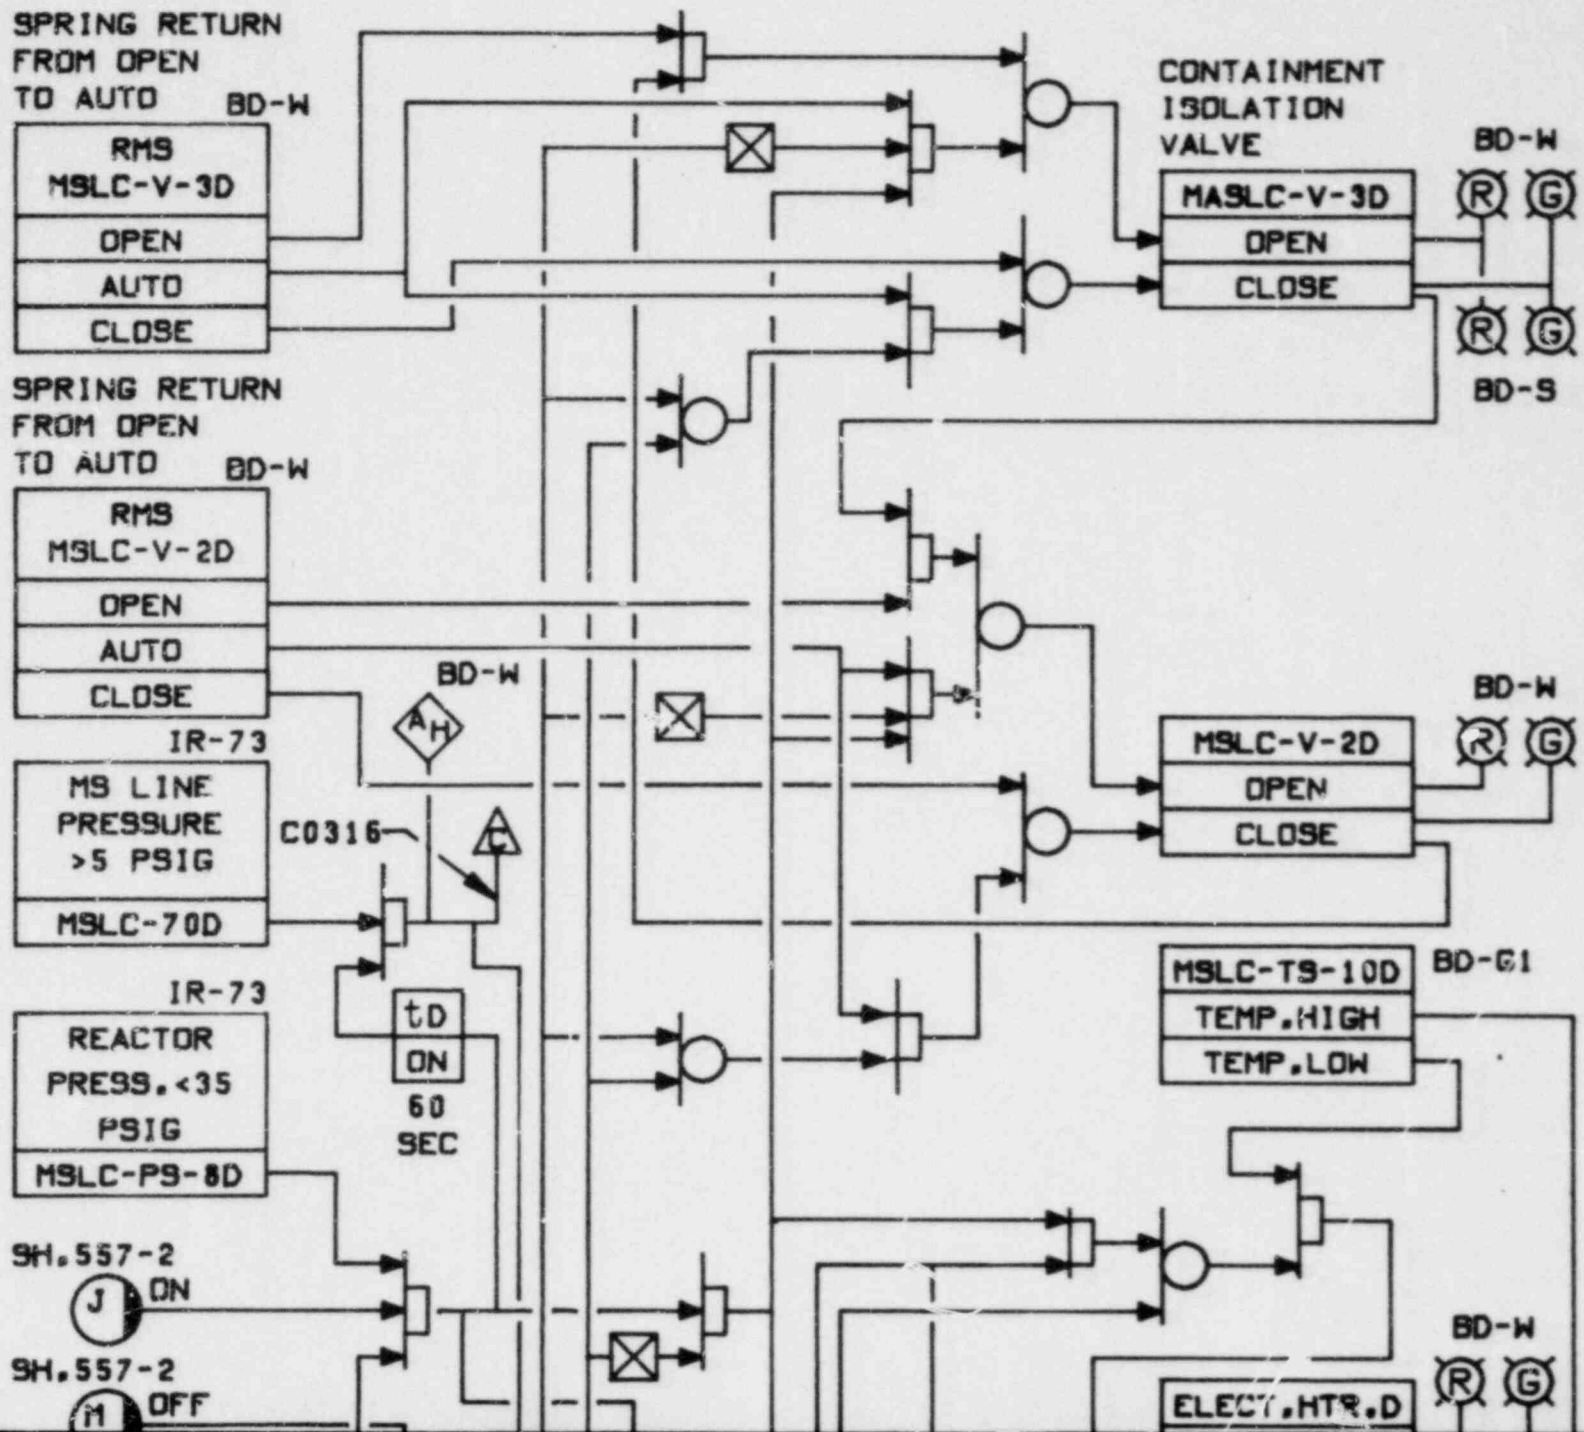 SPRING RETURN
FROM OPEN
TO AUTO
BD-W
RMS
MSLC-V-3D
OPEN
AUTO
CLOSE
CONTAINMENT
ISOLATION
VALVE
BD-W
MASLC-V-3D
R
G
OPEN
CLOSE
R
G
BD-S
SPRING RETURN
FROM OPEN
TO AUTO
BD-W
RMS
MSLC-V-2D
OPEN
AUTO
CLOSE
BD-W
A
H
BD-W
MSLC-V-2D
R
G
OPEN
CLOSE
IR-73
MS LINE
PRESSURE
>5 PSIG
MSLC-70D
C0316
C
MSLC-TS-10D
BD-G1
TEMP.HIGH
TEMP.LOW
IR-73
REACTOR
PRESS.<35
PSIG
MSLC-PS-8D
tD
ON
60
SEC
SH.557-2
J
ON
SH.557-2
M
OFF
BD-W
R
G
ELECT.HTR.D